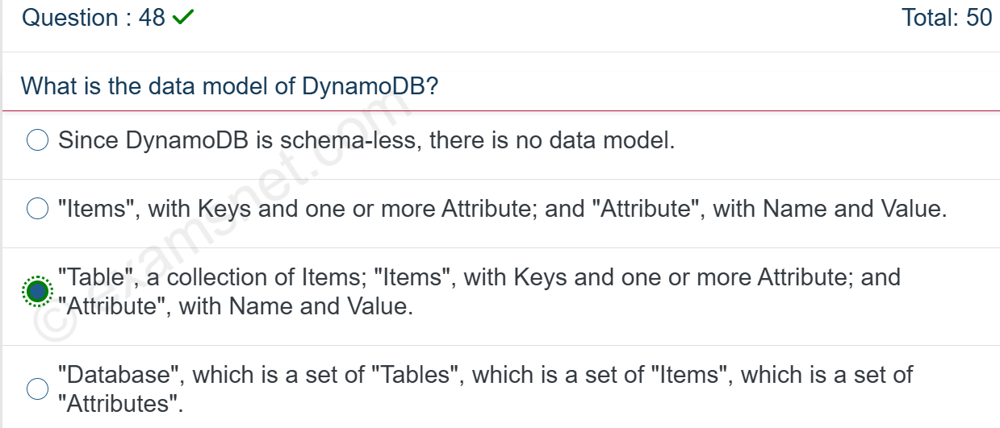 Question : 48
Total: 50
What is the data model of DynamoDB?
Since DynamoDB is schema-less, there is no data model.
"Items", with Keys and one or more Attribute; and "Attribute", with Name and Value.
"Table", a collection of Items; "Items", with Keys and one or more Attribute; and
"Attribute", with Name and Value.
"Database", which is a set of "Tables", which is a set of "Items", which is a set of
"Attributes".
© examsnet.com